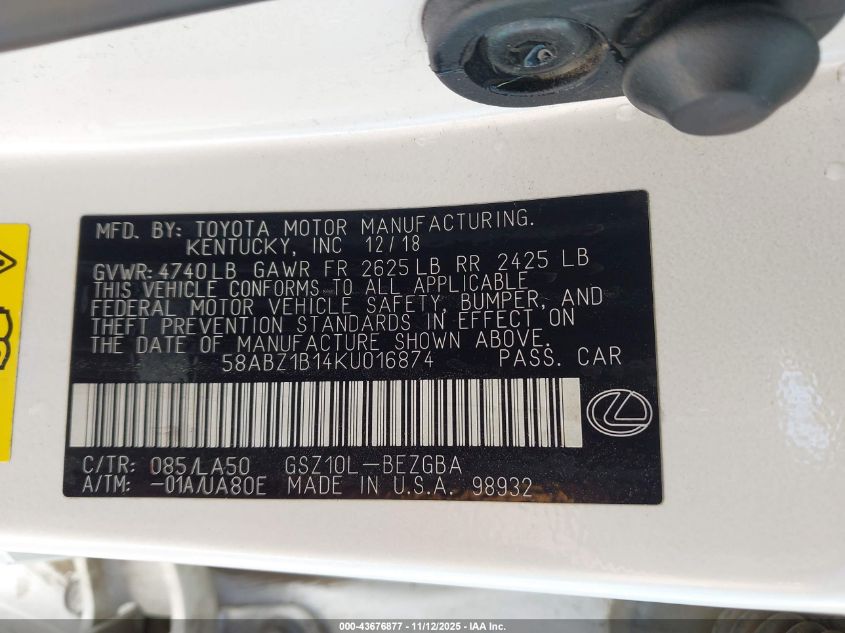 MFD. BY: TOYOTA MOTOR MANUFACTURING.
KENTUCKY, INC 12/18
GVWR: 4740LB GAWR FR 2625LB RR 2425 LB
THIS VEHICLE CONFORMS TO ALL APPLICABLE
FEDERAL MOTOR VEHICLE SAFETY, BUMPER, AND
THEFT PREVENTION STANDARDS IN EFFECT ON
THE DATE OF MANUFACTURE SHOWN ABOVE.
58ABZ1B14KU016874 PASS. CAR
C/TR: 085/LA50 GSZ10L-BEZGBA
A/TM: -01A/UA80E MADE IN U.S.A. 98932
000-43676877 - 11/12/2025 - IAA Inc.